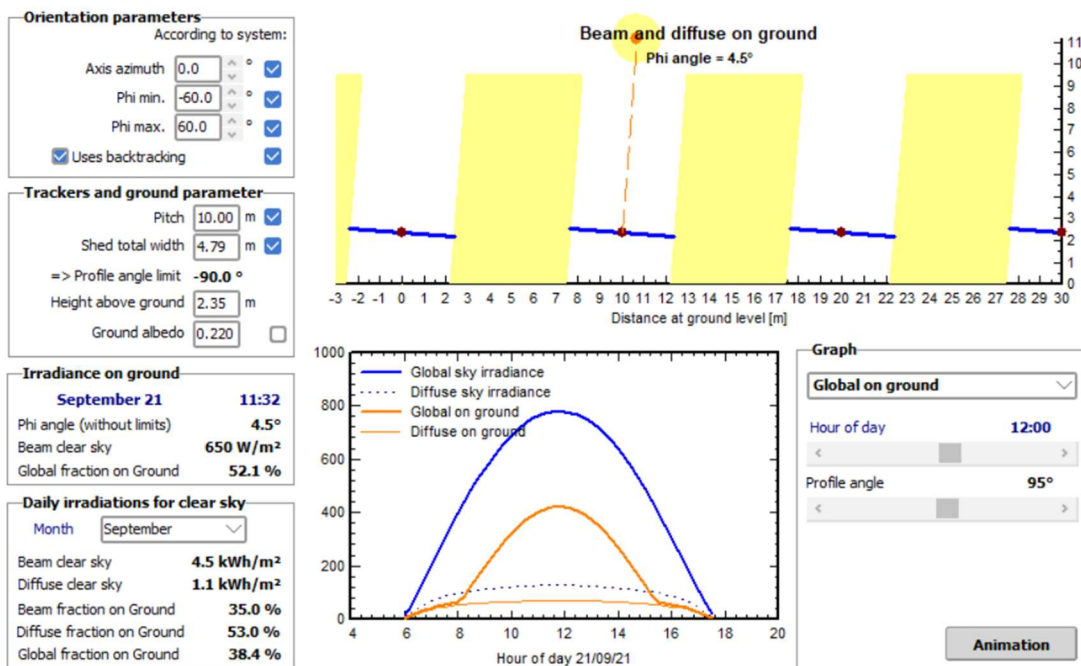 Orientation parameters
According to system:
Axis azimuth 0.0 °
Phi min. -60.0 °
Phi max. 60.0 °
Uses backtracking
Trackers and ground parameter
Pitch 10.00 m
Shed total width 4.79 m
=> Profile angle limit -90.0 °
Height above ground 2.35 m
Ground albedo 0.220
Irradiance on ground
September 21 11:32
Phi angle (without limits) 4.5°
Beam clear sky 650 W/m²
Global fraction on Ground 52.1 %
Daily irradiations for clear sky
Month September
Beam clear sky 4.5 kWh/m²
Diffuse clear sky 1.1 kWh/m²
Beam fraction on Ground 35.0 %
Diffuse fraction on Ground 53.0 %
Global fraction on Ground 38.4 %
Beam and diffuse on ground
Phi angle = 4.5°
11
10
9
8
7
6
5
4
3
2
1
0
-3 -2 -1 0 1 2 3 4 5 6 7 8 9 10 11 12 13 14 15 16 17 18 19 20 21 22 23 24 25 26 27 28 29 30
Distance at ground level [m]
1000
800
600
400
200
0
Global sky irradiance
Diffuse sky irradiance
Global on ground
Diffuse on ground
4 6 8 10 12 14 16 18 20
Hour of day 21/09/21
Graph
Global on ground
Hour of day 12:00
Profile angle 95°
Animation